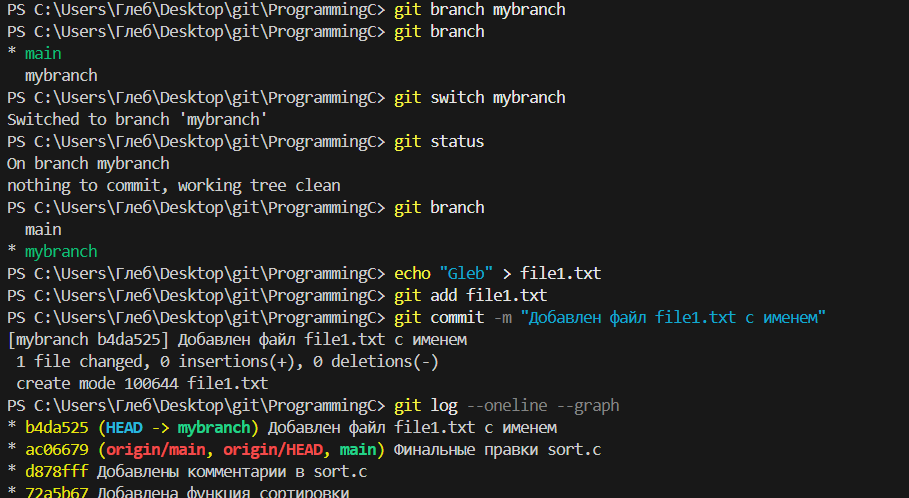 PS C:\Users\Глеб\Desktop\git\ProgrammingC> git branch mybranch
PS C:\Users\Глеб\Desktop\git\ProgrammingC> git branch
* main
  mybranch
PS C:\Users\Глеб\Desktop\git\ProgrammingC> git switch mybranch
Switched to branch 'mybranch'
PS C:\Users\Глеб\Desktop\git\ProgrammingC> git status
On branch mybranch
nothing to commit, working tree clean
PS C:\Users\Глеб\Desktop\git\ProgrammingC> git branch
  main
* mybranch
PS C:\Users\Глеб\Desktop\git\ProgrammingC> echo "Gleb" > file1.txt
PS C:\Users\Глеб\Desktop\git\ProgrammingC> git add file1.txt
PS C:\Users\Глеб\Desktop\git\ProgrammingC> git commit -m "Добавлен файл file1.txt с именем"
[mybranch b4da525] Добавлен файл file1.txt с именем
 1 file changed, 0 insertions(+), 0 deletions(-)
 create mode 100644 file1.txt
PS C:\Users\Глеб\Desktop\git\ProgrammingC> git log --oneline --graph
* b4da525 (HEAD -> mybranch) Добавлен файл file1.txt с именем
* ac06679 (origin/main, origin/HEAD, main) Финальные правки sort.c
* d878fff Добавлены комментарии в sort.c
* 72a5b67 Добавлена функция сортировки